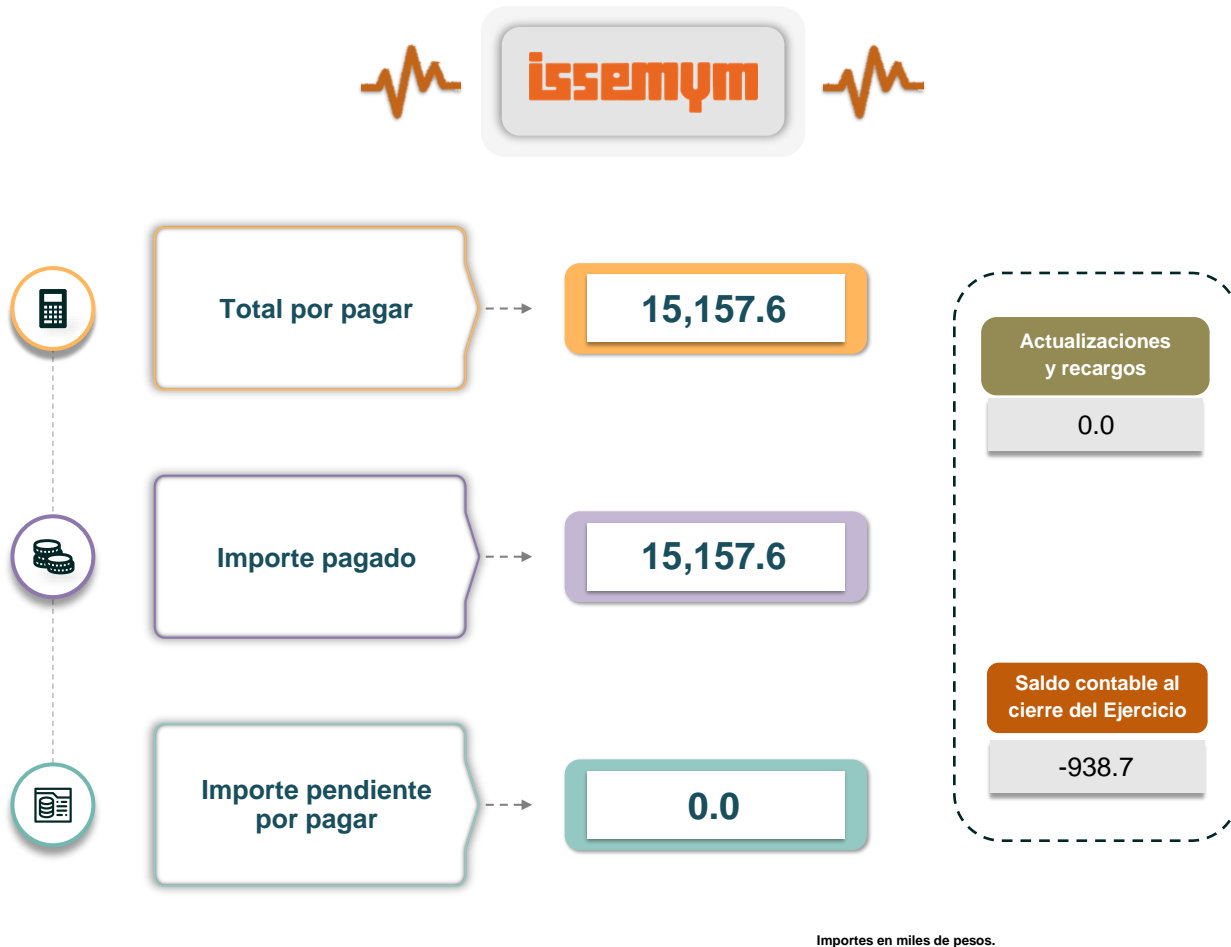 issemym
Total por pagar
15,157.6
Actualizaciones
y recargos
0.0
Importe pagado
15,157.6
Importe pendiente
por pagar
0.0
Saldo contable al
cierre del Ejercicio
-938.7
Importes en miles de pesos.